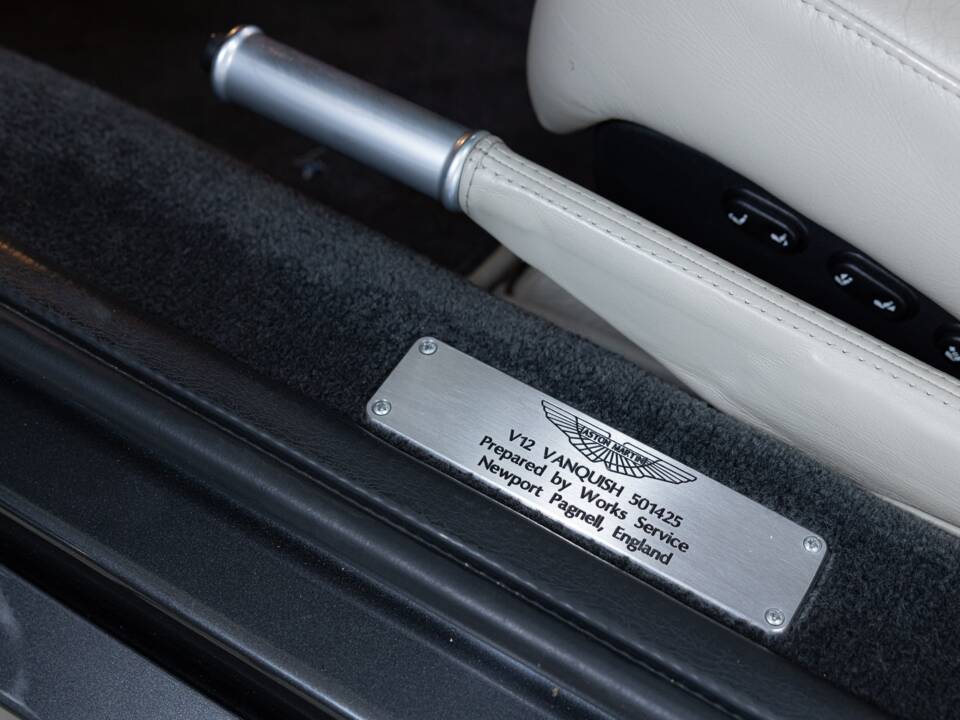 ASTON MARTIN
V12 VANQUISH 501425
Prepared by Works Service
Newport Pagnell, England